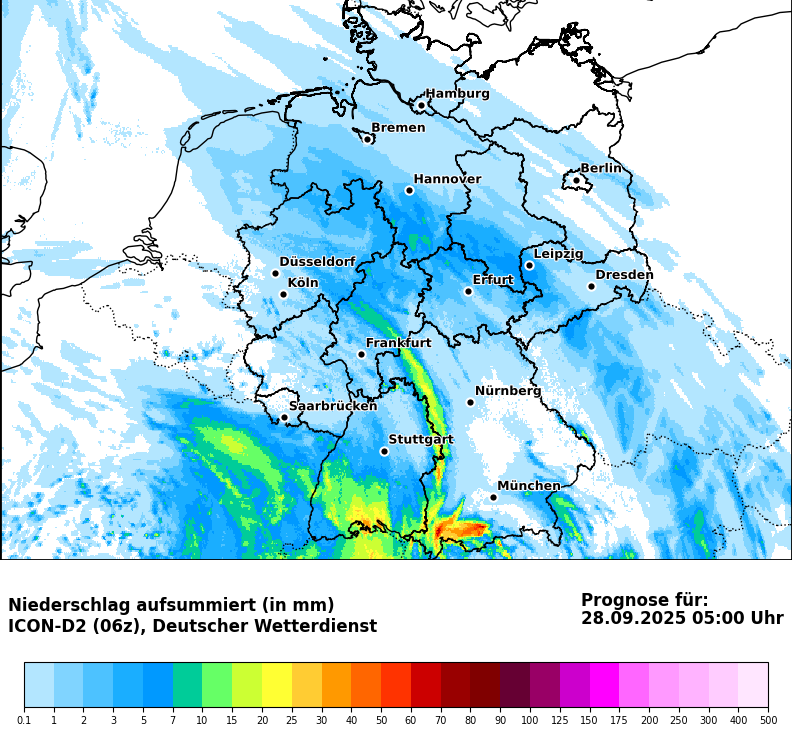 Hamburg
Bremen
Berlin
Hannover
Leipzig
Düsseldorf
Dresden
Köln
Erfurt
Frankfurt
Nürnberg
Saarbrücken
Stuttgart
München
Niederschlag aufsummiert (in mm)
ICON-D2 (06z), Deutscher Wetterdienst
Prognose für:
28.09.2025 05:00 Uhr
0.1 1 2 3 5 7 10 15 20 25 30 40 50 60 70 80 90 100 125 150 175 200 250 300 400 500